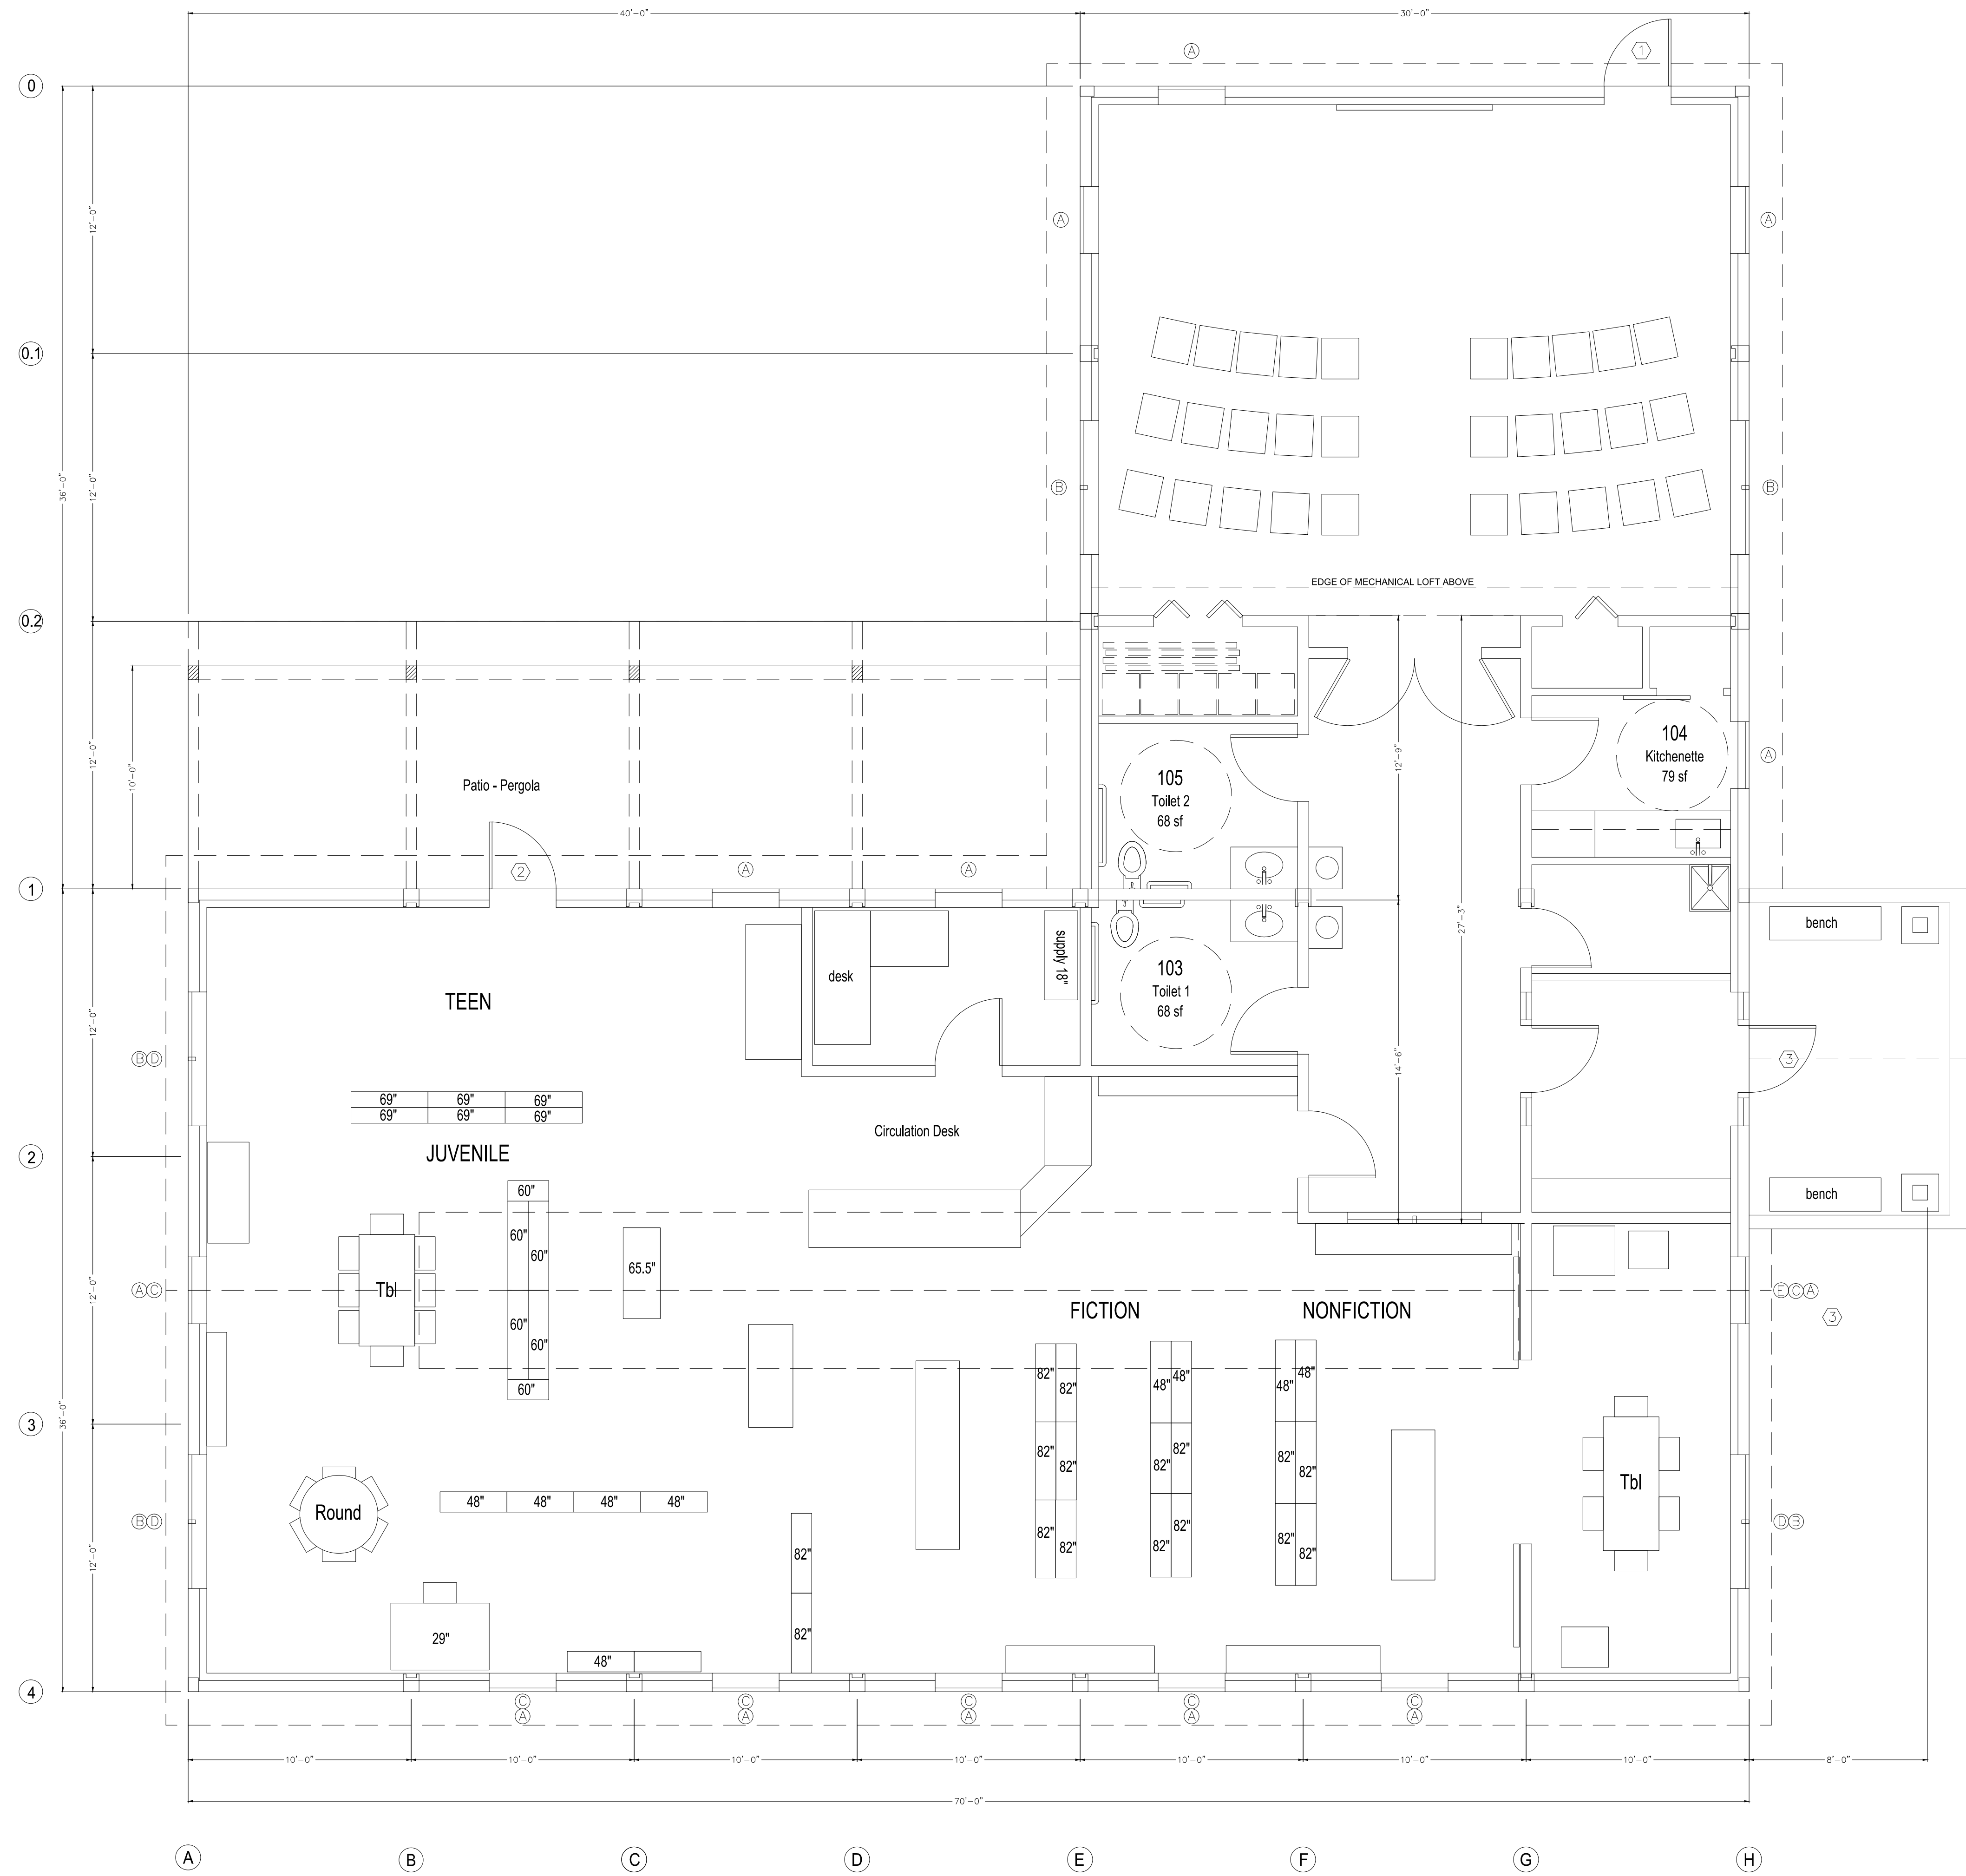 40'-0"
30'-0"
1
A
0
12'-0"
A
A
0.1
36'-0"
12'-0"
B
B
EDGE OF MECHANICAL LOFT ABOVE
0.2
12'-0"
10'-0"
Patio - Pergola
105
Toilet 2
68 sf
12'-9"
104
Kitchenette
79 sf
A
2
A
A
1
27'-3"
bench
desk
supply 18"
103
Toilet 1
68 sf
TEEN
12'-0"
14'-6"
B D
3
69" 69" 69"
69" 69" 69"
Circulation Desk
2
JUVENILE
60"
bench
60"
60"
65.5"
Tbl
A C
12'-0"
E C A
FICTION
NONFICTION
3
60"
60"
60"
82"
82"
48"
48"
48"
48"
3
36'-0"
82"
82"
82"
82"
82"
82"
Tbl
48" 48" 48" 48"
Round
B D
D B
12'-0"
82"
82"
82"
82"
82"
82"
82"
29"
82"
48"
4
C
A
C
A
C
A
C
A
C
A
10'-0"
10'-0"
10'-0"
10'-0"
10'-0"
10'-0"
10'-0"
8'-0"
70'-0"
A
B
C
D
E
F
G
H